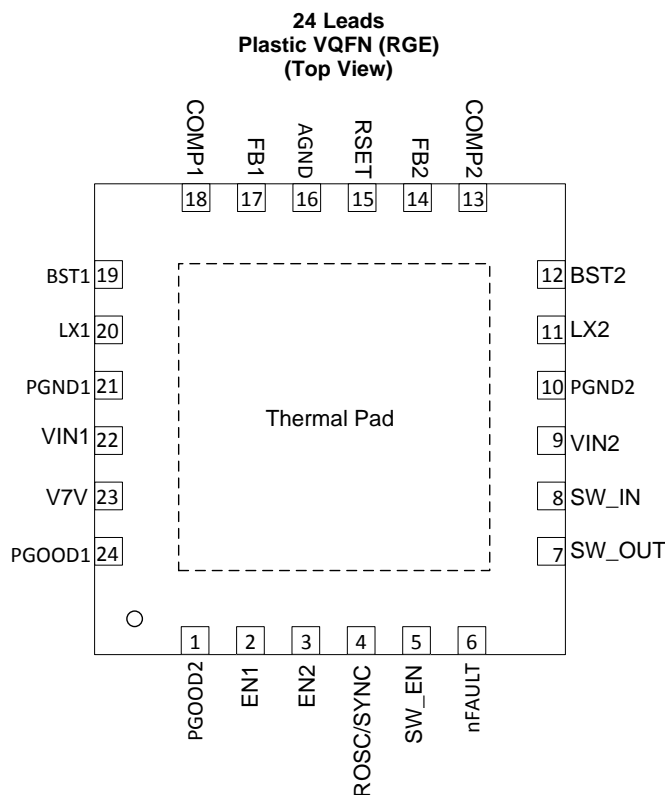 24 Leads
Plastic VQFN (RGE)
(Top View)
COMP1
FB1
AGND
RSET
FB2
COMP2
18
17
16
15
14
13
BST1 19
12 BST2
LX1 20
11 LX2
PGND1 21
10 PGND2
Thermal Pad
VIN1 22
9 VIN2
V7V 23
8 SW_IN
PGOOD1 24
7 SW_OUT
1
2
3
4
5
6
PGOOD2
EN1
EN2
ROSC/SYNC
SW_EN
nFAULT